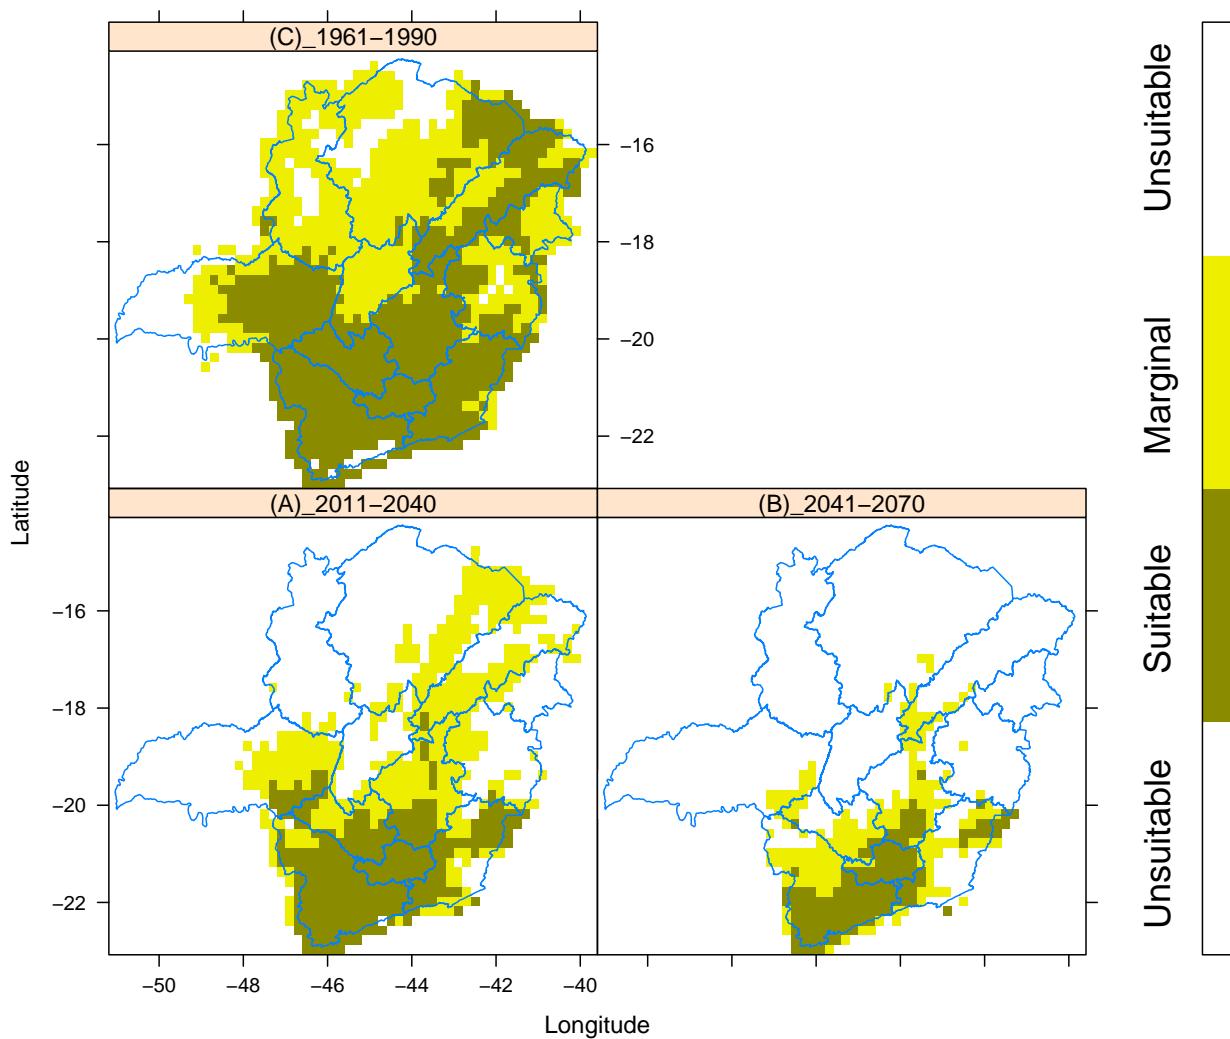 (C)_1961−1990
−16
−18
−20
−22
(A)_2011−2040
(B)_2041−2070
−16
−18
−20
−22
−50
−48
−46
−44
−42
−40
Latitude
Longitude
Unsuitable
Marginal
Suitable
Unsuitable